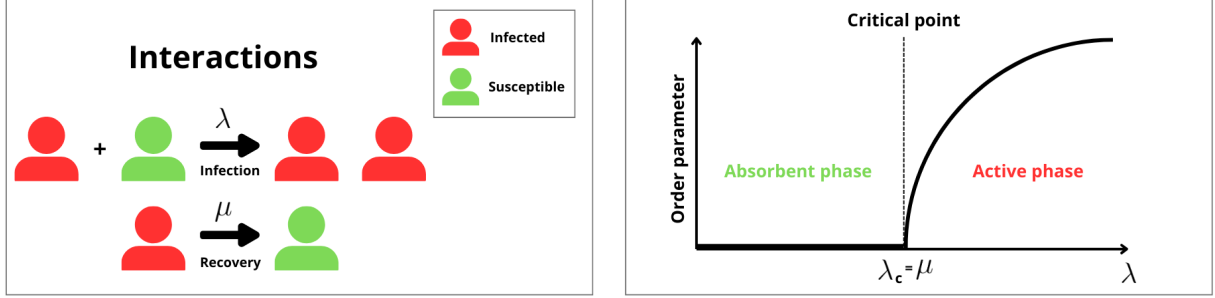 Interactions
Infected
Susceptible
+
λ
Infection
μ
Recovery
Critical point
Order parameter
Absorbent phase
Active phase
λc = μ
λ